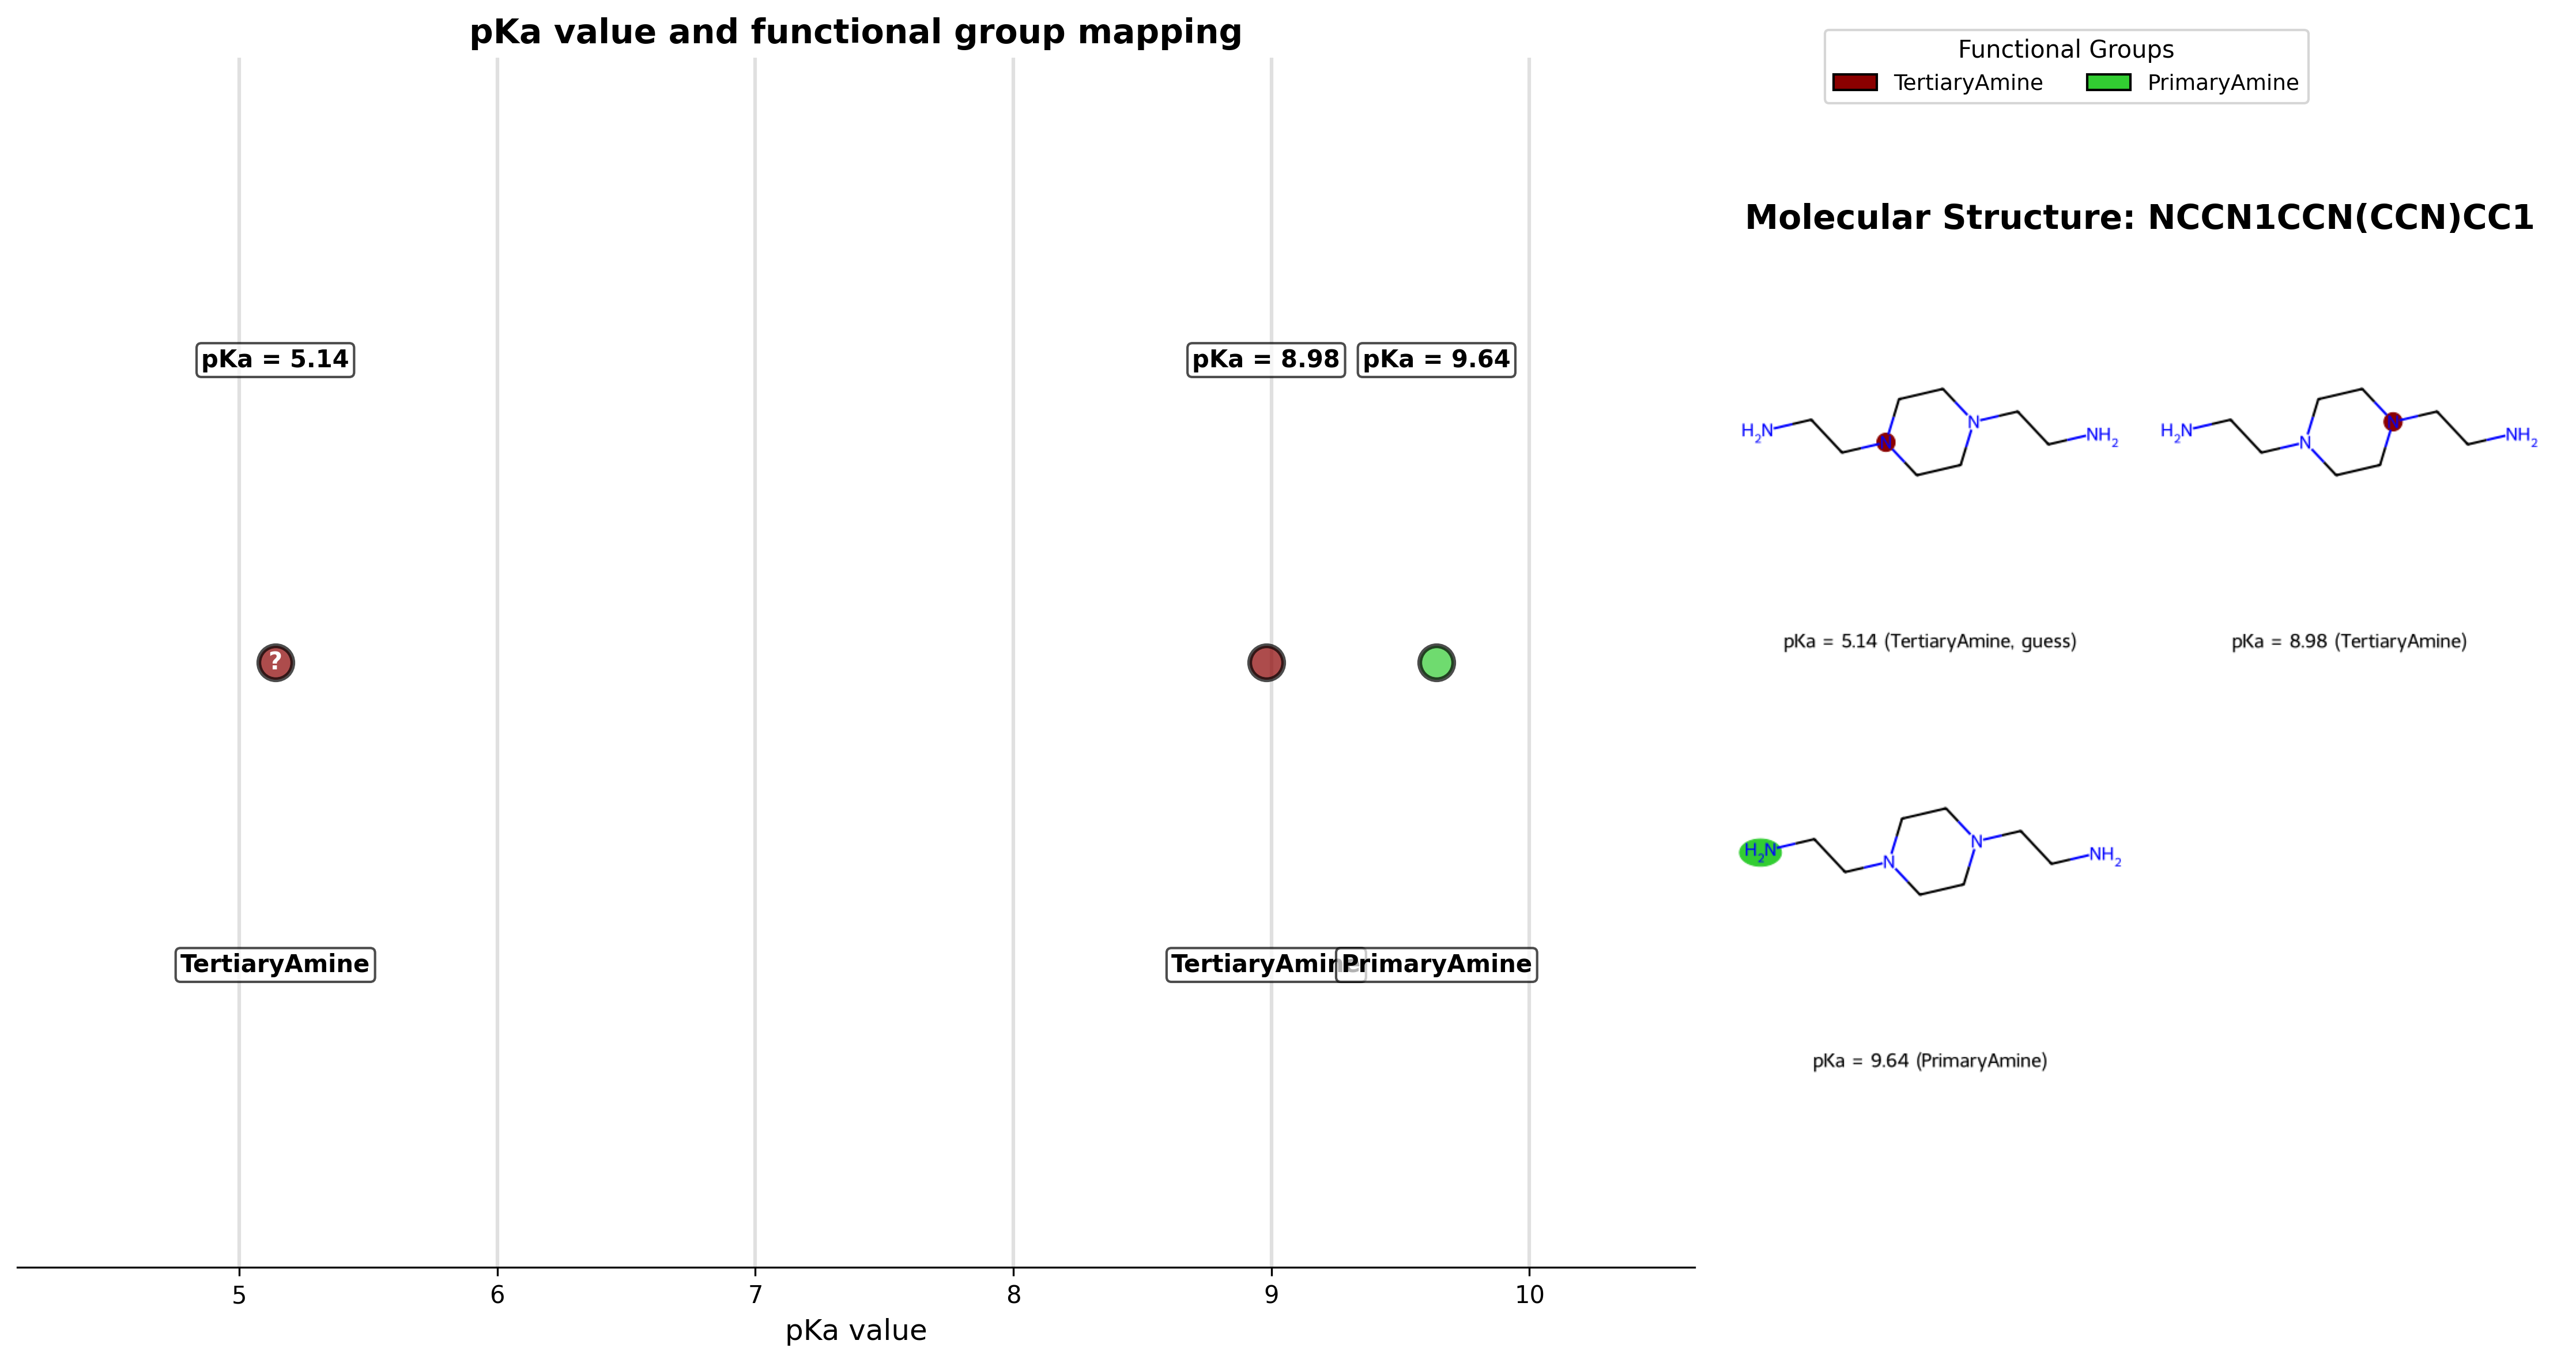 pKa value and functional group mapping
Functional Groups
TertiaryAmine
PrimaryAmine
Molecular Structure: NCCN1CCN(CCN)CC1
pKa = 5.14
pKa = 8.98
pKa = 9.64
?
TertiaryAmine
TertiaryAmine
PrimaryAmine
5
6
7
8
9
10
pKa value
H2N
N
N
NH2
pKa = 5.14 (TertiaryAmine, guess)
H2N
N
N
NH2
pKa = 8.98 (TertiaryAmine)
H2N
N
N
NH2
pKa = 9.64 (PrimaryAmine)